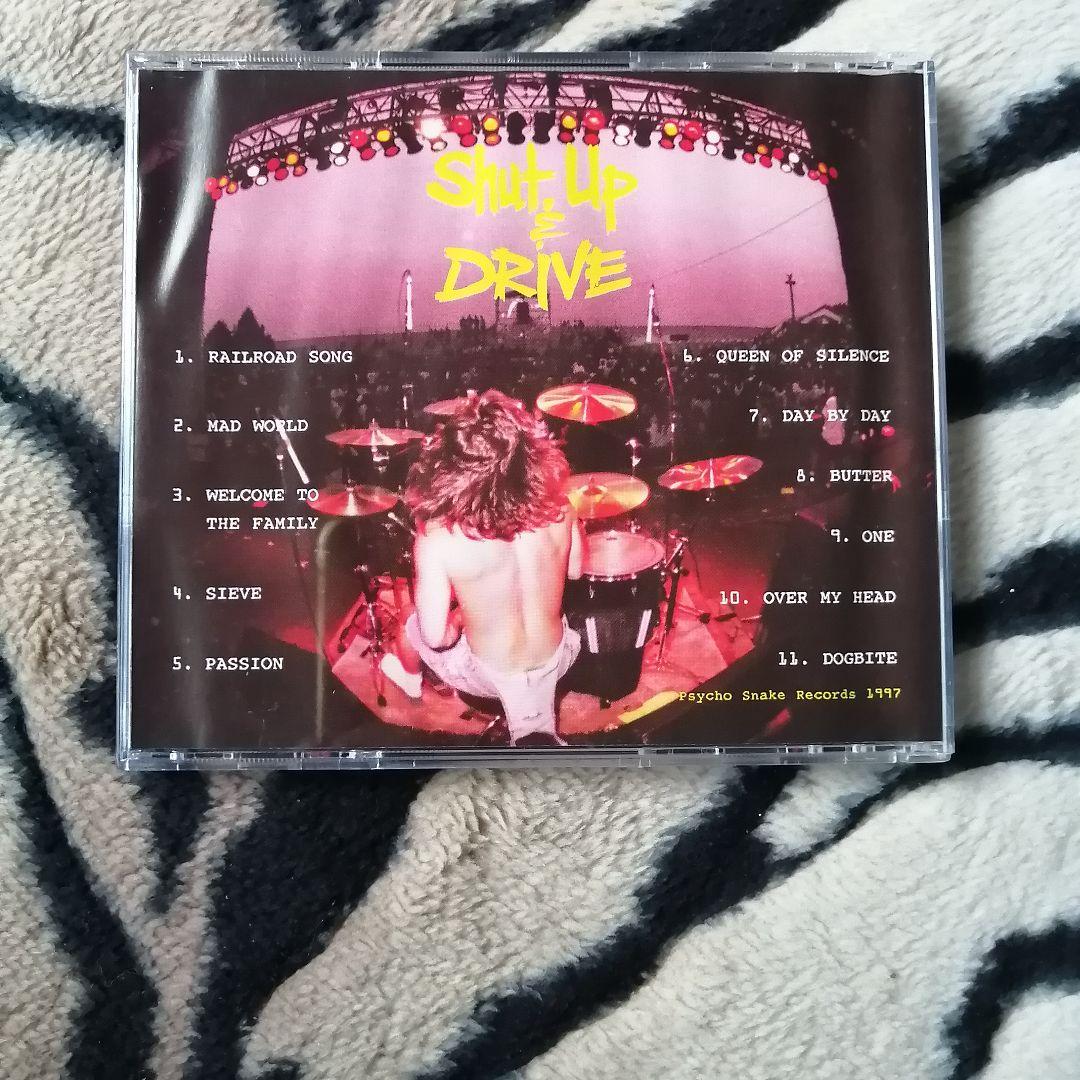 Shut Up
&
DRIVE
1. RAILROAD SONG
2. MAD WORLD
3. WELCOME TO
THE FAMILY
4. SIEVE
5. PASSION
6. QUEEN OF SILENCE
7. DAY BY DAY
8. BUTTER
9. ONE
10. OVER MY HEAD
11. DOGBITE
Psycho Snake Records 1997